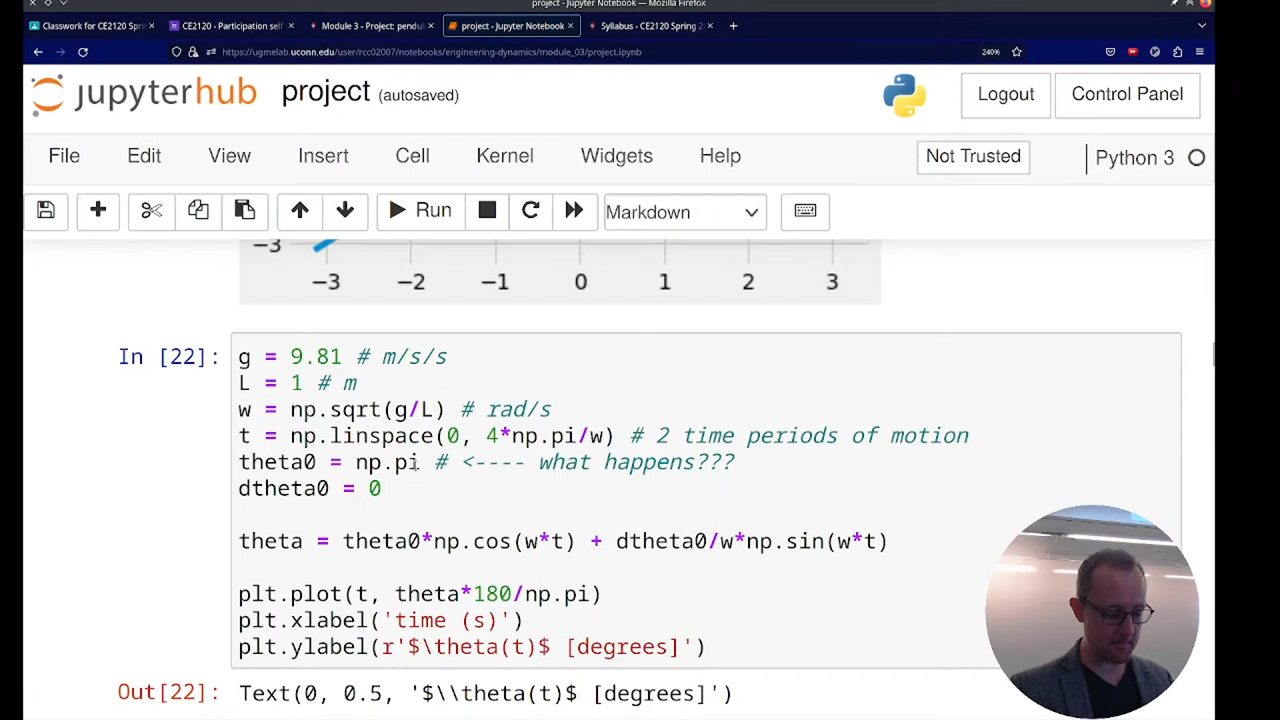 project - Jupyter Notebook — Mozilla Firefox
Classwork for CE2120 Spri
CE2120 - Participation self
Module 3 - Project: pendul
project - Jupyter Notebook
Syllabus - CE2120 Spring 2
https://ugmelab.uconn.edu/user/rcc02007/notebooks/engineering-dynamics/module_03/project.ipynb
240%
jupyterhub project (autosaved)
Logout
Control Panel
File Edit View Insert Cell Kernel Widgets Help
Not Trusted
Python 3
Run
Markdown
−3
−3 −2 −1 0 1 2 3
In [22]:
g = 9.81 # m/s/s
L = 1 # m
w = np.sqrt(g/L) # rad/s
t = np.linspace(0, 4*np.pi/w) # 2 time periods of motion
theta0 = np.pi # <---- what happens???
dtheta0 = 0
theta = theta0*np.cos(w*t) + dtheta0/w*np.sin(w*t)
plt.plot(t, theta*180/np.pi)
plt.xlabel('time (s)')
plt.ylabel(r'$\theta(t)$ [degrees]')
Out[22]: Text(0, 0.5, '$\\theta(t)$ [degrees]')